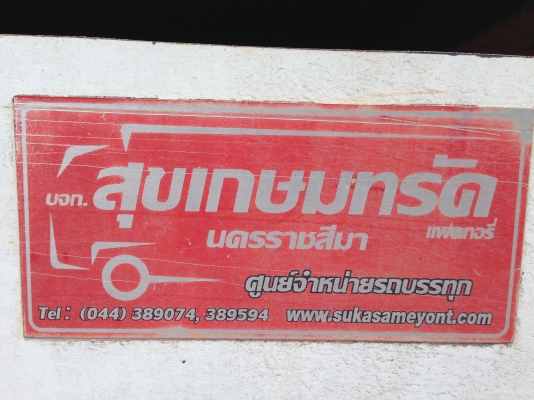 บจก. สุขเกษมทรัค
แฟคทอรี่
นครราชสีมา
ศูนย์จำหน่ายรถบรรทุก
Tel : (044) 389074, 389594 www.sukasameyont.com